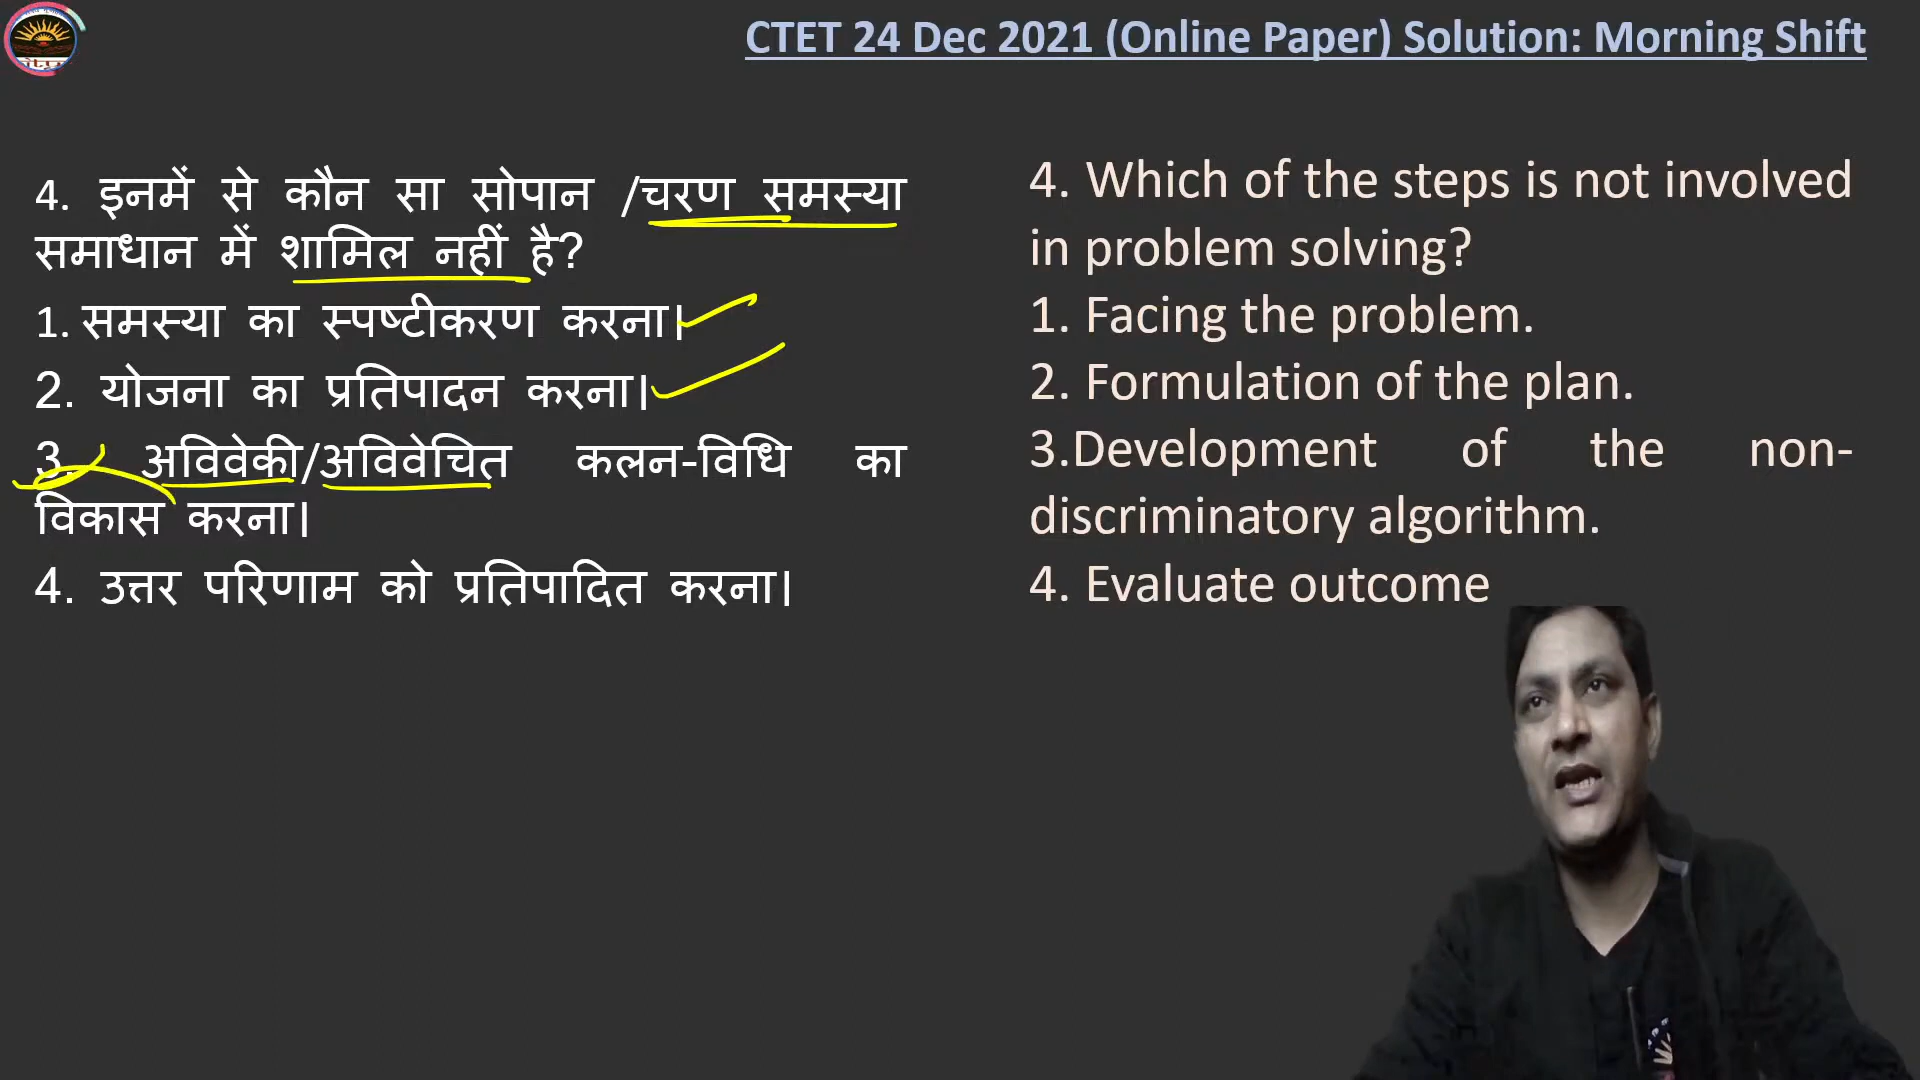 CTET 24 Dec 2021 (Online Paper) Solution: Morning Shift
4. इनमें से कौन सा सोपान /चरण समस्या
समाधान में शामिल नहीं है?
1. समस्या का स्पष्टीकरण करना।
2. योजना का प्रतिपादन करना।
3. अविवेकी/अविवेचित कलन-विधि का
विकास करना।
4. उत्तर परिणाम को प्रतिपादित करना।
4. Which of the steps is not involved
in problem solving?
1. Facing the problem.
2. Formulation of the plan.
3.Development of the non-
discriminatory algorithm.
4. Evaluate outcome